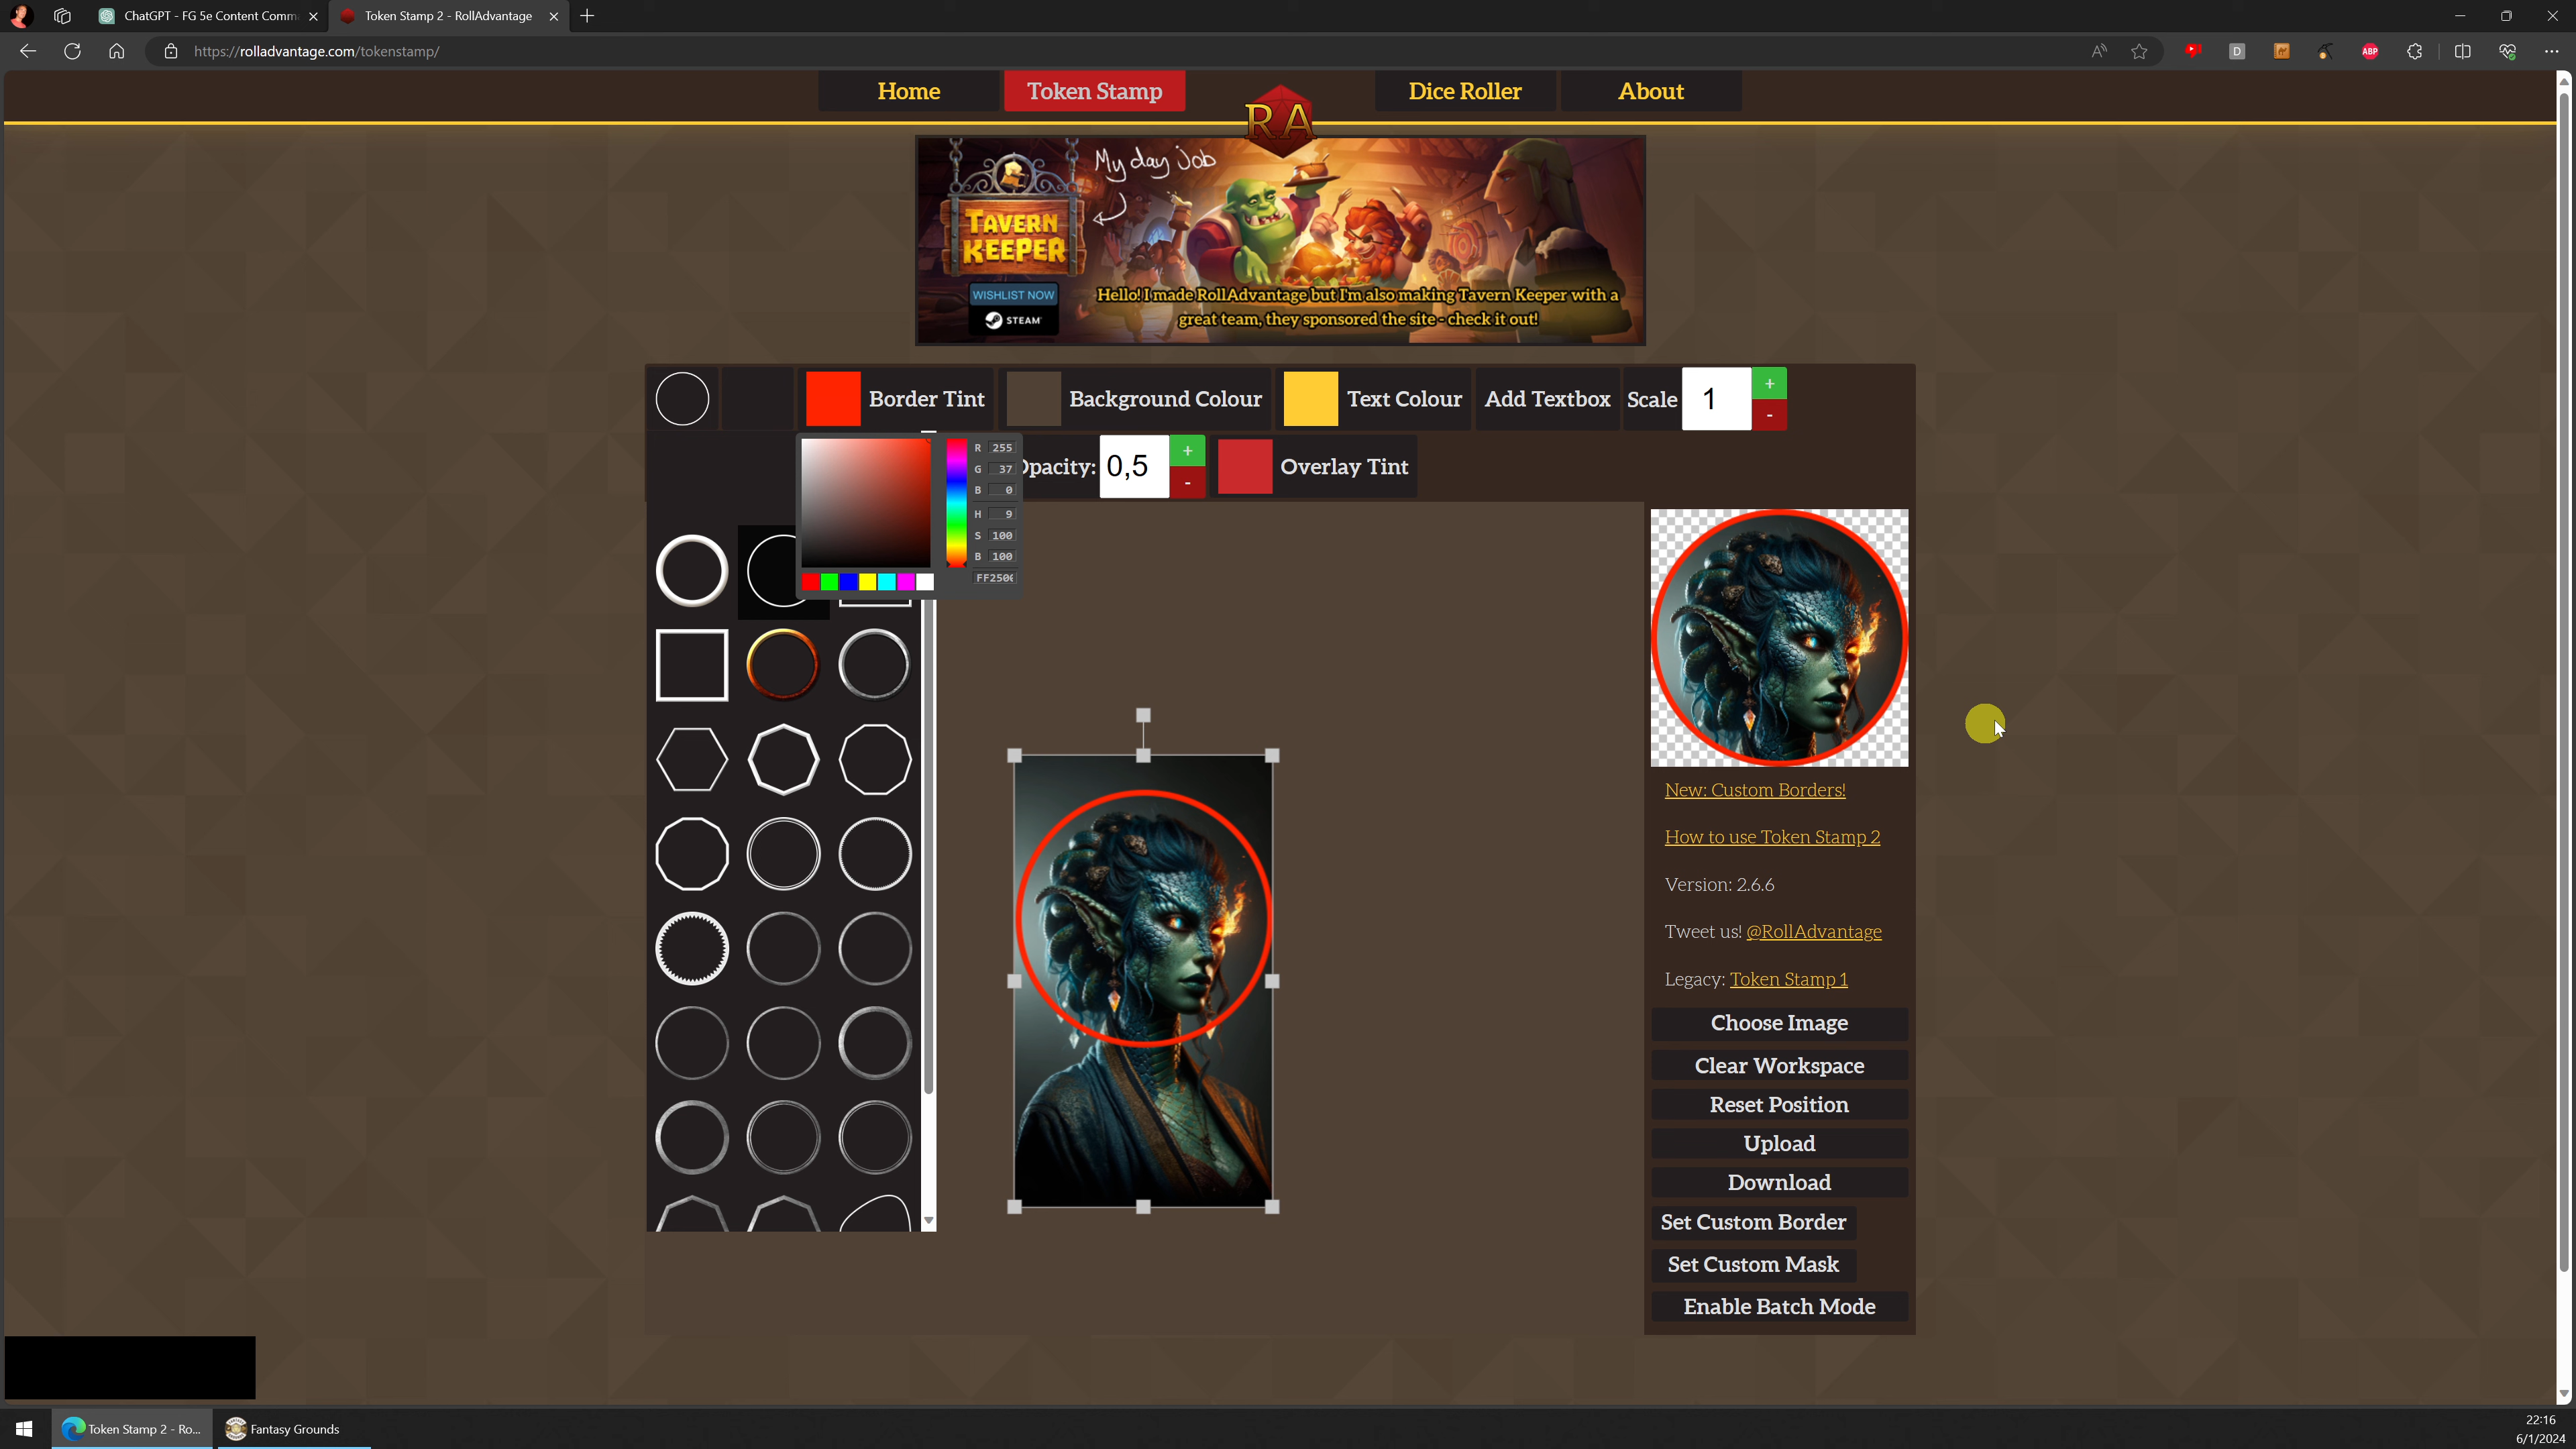 ChatGPT - FG 5e Content Comm
Token Stamp 2 - RollAdvantage
https://rolladvantage.com/tokenstamp/
D
ABP
Home
Token Stamp
RA
Dice Roller
About
My day job
TAVERN
KEEPER
WISHLIST NOW
STEAM
Hello! I made RollAdvantage but I'm also making Tavern Keeper with a
great team, they sponsored the site - check it out!
Border Tint
Background Colour
Text Colour
Add Textbox
Scale
1
+
-
R 255
G 37
B 0
H 9
S 100
B 100
FF250
pacity:
0,5
+
-
Overlay Tint
New: Custom Borders!
How to use Token Stamp 2
Version: 2.6.6
Tweet us! @RollAdvantage
Legacy: Token Stamp 1
Choose Image
Clear Workspace
Reset Position
Upload
Download
Set Custom Border
Set Custom Mask
Enable Batch Mode
Token Stamp 2 - Ro...
Fantasy Grounds
22:16
6/1/2024